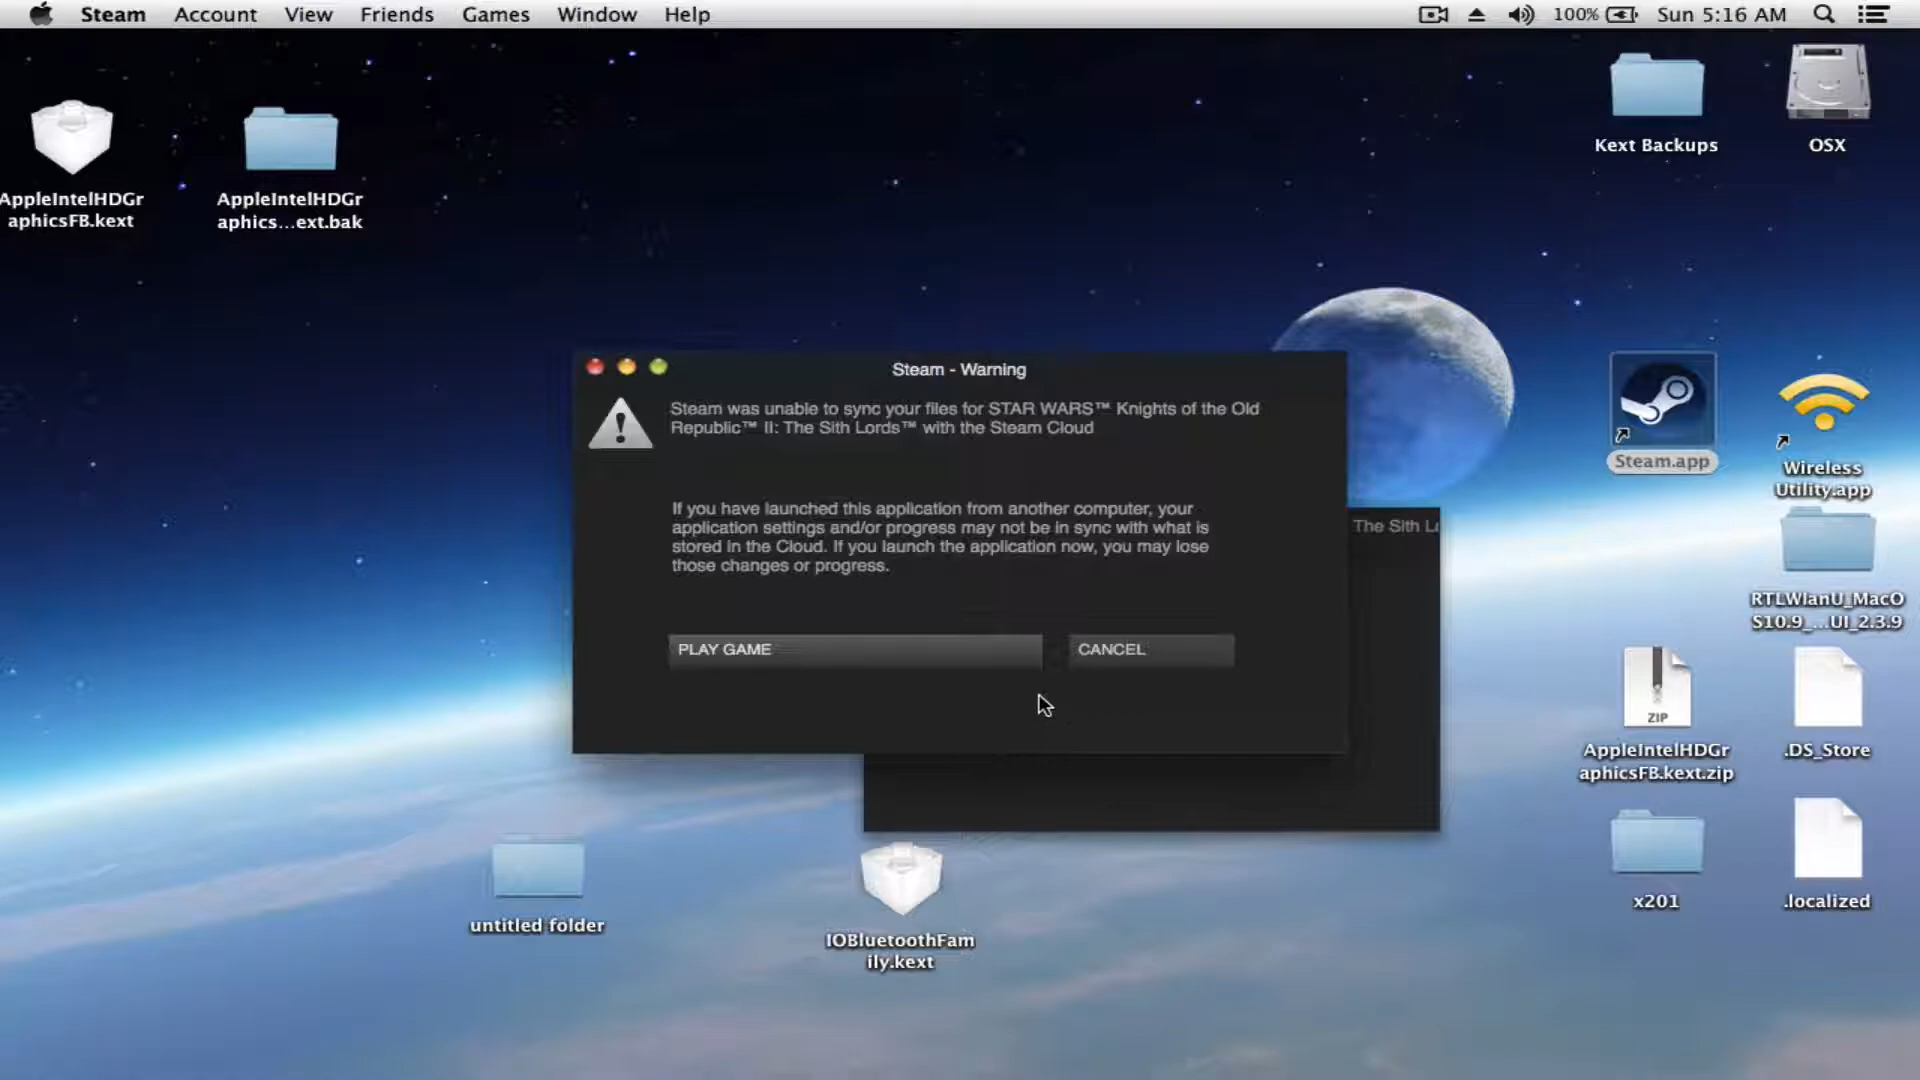 Steam Account View Friends Games Window Help 100% Sun 5:16 AM
AppleIntelHDGr
aphicsFB.kext
AppleIntelHDGr
aphics...ext.bak
Kext Backups
OSX
Steam - Warning
Steam was unable to sync your files for STAR WARS™ Knights of the Old
Republic™ II: The Sith Lords™ with the Steam Cloud
If you have launched this application from another computer, your
application settings and/or progress may not be in sync with what is
stored in the Cloud. If you launch the application now, you may lose
those changes or progress.
PLAY GAME
CANCEL
The Sith Lo
Steam.app
Wireless
Utility.app
RTLWlanU_MacO
S10.9_...UI_2.3.9
ZIP
AppleIntelHDGr
aphicsFB.kext.zip
.DS_Store
x201
.localized
untitled folder
IOBluetoothFam
ily.kext